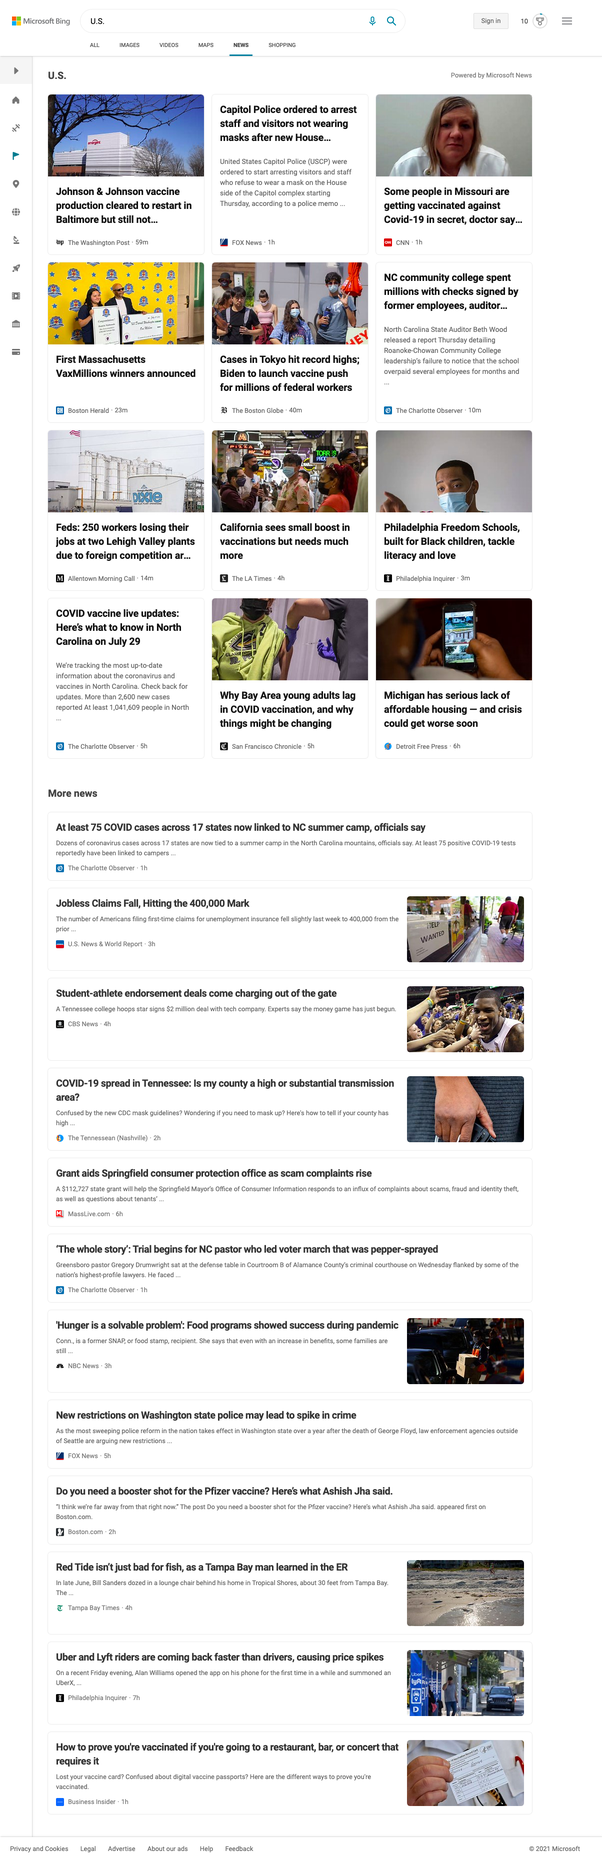 Microsoft Bing
U.S.
Sign in
10
ALL IMAGES VIDEOS MAPS NEWS SHOPPING
U.S.
Powered by Microsoft News
Johnson & Johnson vaccine
production cleared to restart in
Baltimore but still not...
The Washington Post · 59m
Capitol Police ordered to arrest
staff and visitors not wearing
masks after new House...
United States Capitol Police (USCP) were
ordered to start arresting visitors and staff
who refuse to wear a mask on the House
side of the Capitol complex starting
Thursday, according to a police memo ...
FOX News · 1h
Some people in Missouri are
getting vaccinated against
Covid-19 in secret, doctor say...
CNN · 1h
First Massachusetts
VaxMillions winners announced
Boston Herald · 23m
Cases in Tokyo hit record highs;
Biden to launch vaccine push
for millions of federal workers
The Boston Globe · 40m
NC community college spent
millions with checks signed by
former employees, auditor...
North Carolina State Auditor Beth Wood
released a report Thursday detailing
Roanoke-Chowan Community College
leadership's failure to notice that the school
overpaid several employees for months and
...
The Charlotte Observer · 10m
dixie
Feds: 250 workers losing their
jobs at two Lehigh Valley plants
due to foreign competition ar...
Allentown Morning Call · 14m
California sees small boost in
vaccinations but needs much
more
The LA Times · 4h
Philadelphia Freedom Schools,
built for Black children, tackle
literacy and love
Philadelphia Inquirer · 3m
COVID vaccine live updates:
Here's what to know in North
Carolina on July 29
We're tracking the most up-to-date
information about the coronavirus and
vaccines in North Carolina. Check back for
updates. More than 2,600 new cases
reported At least 1,041,609 people in North
...
The Charlotte Observer · 5h
Why Bay Area young adults lag
in COVID vaccination, and why
things might be changing
San Francisco Chronicle · 5h
Michigan has serious lack of
affordable housing — and crisis
could get worse soon
Detroit Free Press · 6h
More news
At least 75 COVID cases across 17 states now linked to NC summer camp, officials say
Dozens of coronavirus cases across 17 states are now tied to a summer camp in the North Carolina mountains, officials say. At least 75 positive COVID-19 tests
reportedly have been linked to campers ...
The Charlotte Observer · 1h
Jobless Claims Fall, Hitting the 400,000 Mark
The number of Americans filing first-time claims for unemployment insurance fell slightly last week to 400,000 from the
prior ...
U.S. News & World Report · 3h
WANTED
Student-athlete endorsement deals come charging out of the gate
A Tennessee college hoops star signs $2 million deal with tech company. Experts say the money game has just begun.
CBS News · 4h
COVID-19 spread in Tennessee: Is my county a high or substantial transmission
area?
Confused by the new CDC mask guidelines? Wondering if you need to mask up? Here's how to tell if your county has
high ...
The Tennessean (Nashville) · 2h
Grant aids Springfield consumer protection office as scam complaints rise
A $112,727 state grant will help the Springfield Mayor's Office of Consumer Information responds to an influx of complaints about scams, fraud and identity theft,
as well as questions about tenants' ...
MassLive.com · 6h
'The whole story': Trial begins for NC pastor who led voter march that was pepper-sprayed
Greensboro pastor Gregory Drumwright sat at the defense table in Courtroom B of Alamance County's criminal courthouse on Wednesday flanked by some of the
nation's highest-profile lawyers. He faced ...
The Charlotte Observer · 1h
'Hunger is a solvable problem': Food programs showed success during pandemic
Conn., is a former SNAP, or food stamp, recipient. She says that even with an increase in benefits, some families are
still ...
NBC News · 3h
New restrictions on Washington state police may lead to spike in crime
As the most sweeping police reform in the nation takes effect in Washington state over a year after the death of George Floyd, law enforcement agencies outside
of Seattle are arguing new restrictions ...
FOX News · 5h
Do you need a booster shot for the Pfizer vaccine? Here's what Ashish Jha said.
"I think we're far away from that right now." The post Do you need a booster shot for the Pfizer vaccine? Here's what Ashish Jha said. appeared first on
Boston.com.
Boston.com · 2h
Red Tide isn't just bad for fish, as a Tampa Bay man learned in the ER
In late June, Bill Sanders dozed in a lounge chair behind his home in Tropical Shores, about 30 feet from Tampa Bay.
The ...
Tampa Bay Times · 4h
Uber and Lyft riders are coming back faster than drivers, causing price spikes
On a recent Friday evening, Alan Williams opened the app on his phone for the first time in a while and summoned an
UberX, ...
Philadelphia Inquirer · 7h
How to prove you're vaccinated if you're going to a restaurant, bar, or concert that
requires it
Lost your vaccine card? Confused about digital vaccine passports? Here are the different ways to prove you're
vaccinated.
Business Insider · 1h
Privacy and Cookies Legal Advertise About our ads Help Feedback
© 2021 Microsoft